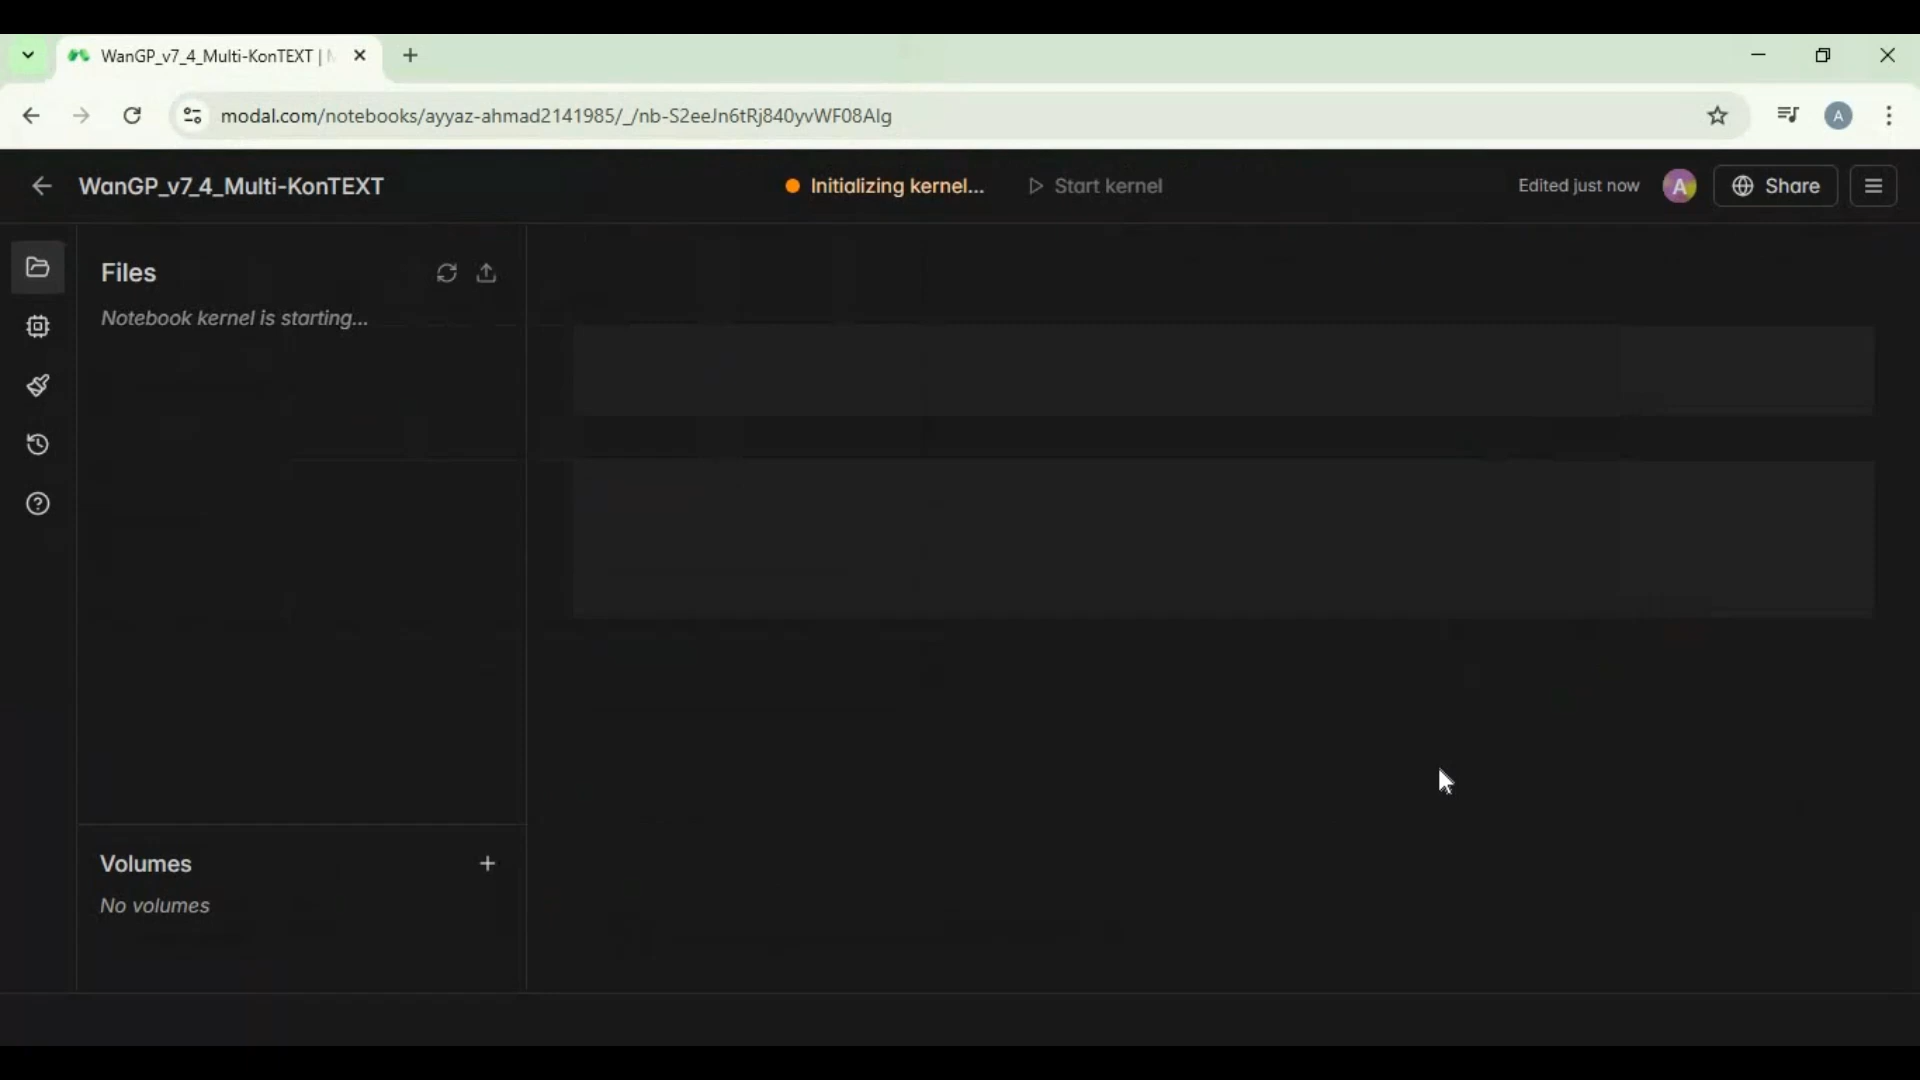 WanGP_v7_4_Multi-KonTEXT |
modal.com/notebooks/ayyaz-ahmad2141985/_/nb-S2eeJn6tRj840yvWF08AIg
A
WanGP_v7_4_Multi-KonTEXT
Initializing kernel...
Start kernel
Edited just now
A
Share
Files
Notebook kernel is starting...
Volumes
No volumes